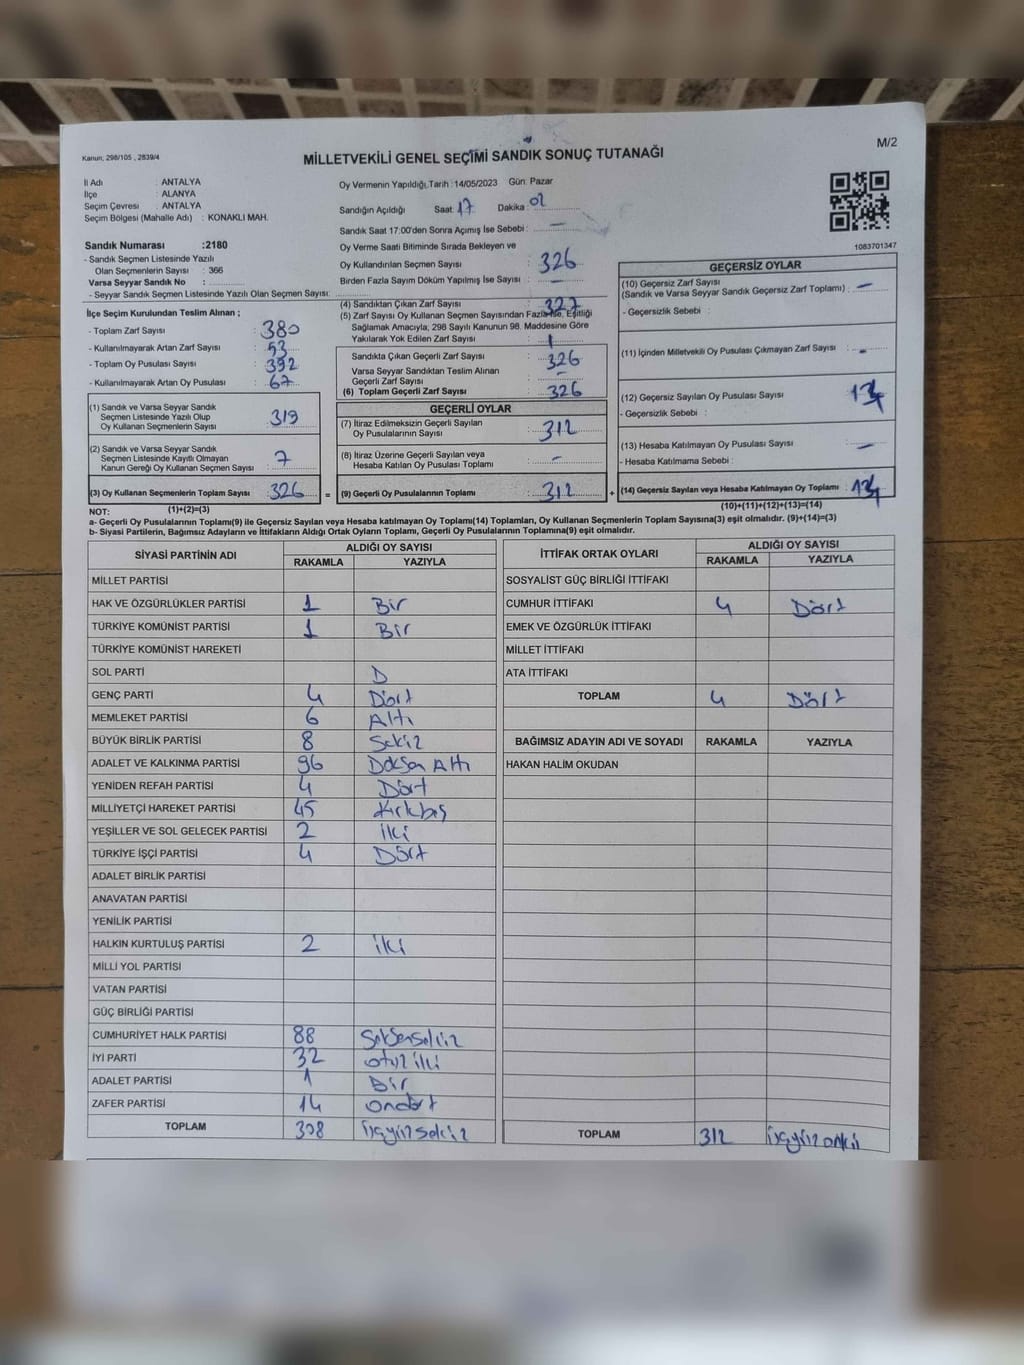 Kanun; 298/105 , 2839/4
M/2
MİLLETVEKİLİ GENEL SEÇİMİ SANDIK SONUÇ TUTANAĞI
İl Adı : ANTALYA
İlçe : ALANYA
Seçim Çevresi : ANTALYA
Seçim Bölgesi (Mahalle Adı) : KONAKLI MAH.
Sandık Numarası :2180
- Sandık Seçmen Listesinde Yazılı
Olan Seçmenlerin Sayısı : 366
Varsa Seyyar Sandık No :
- Seyyar Sandık Seçmen Listesinde Yazılı Olan Seçmen Sayısı:
İlçe Seçim Kurulundan Teslim Alınan ;
- Toplam Zarf Sayısı : 380
- Kullanılmayarak Artan Zarf Sayısı : 53
- Toplam Oy Pusulası Sayısı : 392
- Kullanılmayarak Artan Oy Pusulası : 67
(1) Sandık ve Varsa Seyyar Sandık
Seçmen Listesinde Yazılı Olup
Oy Kullanan Seçmenlerin Sayısı : 319
(2) Sandık ve Varsa Seyyar Sandık
Seçmen Listesinde Kayıtlı Olmayan
Kanun Gereği Oy Kullanan Seçmen Sayısı : 7
(3) Oy Kullanan Seçmenlerin Toplam Sayısı : 326 =
Oy Vermenin Yapıldığı Tarih : 14/05/2023 Gün: Pazar
Sandığın Açıldığı Saat: 17 Dakika : 02
Sandık Saat 17:00'den Sonra Açımış İse Sebebi : —
Oy Verme Saati Bitiminde Sırada Bekleyen ve
Oy Kullandırılan Seçmen Sayısı : 326
Birden Fazla Sayım Döküm Yapılmış İse Sayısı : —
(4) Sandıktan Çıkan Zarf Sayısı : 327
(5) Zarf Sayısı Oy Kullanan Seçmen Sayısından Fazla İse, Eşitliği
Sağlamak Amacıyla, 298 Sayılı Kanunun 98. Maddesine Göre
Yakılarak Yok Edilen Zarf Sayısı : 1
Sandıkta Çıkan Geçerli Zarf Sayısı : 326
Varsa Seyyar Sandıktan Teslim Alınan
Geçerli Zarf Sayısı : —
(6) Toplam Geçerli Zarf Sayısı : 326
GEÇERLİ OYLAR
(7) İtiraz Edilmeksizin Geçerli Sayılan
Oy Pusulalarının Sayısı : 312
(8) İtiraz Üzerine Geçerli Sayılan veya
Hesaba Katılan Oy Pusulası Toplamı : —
(9) Geçerli Oy Pusulalarının Toplamı : 312 +
1083701347
GEÇERSİZ OYLAR
(10) Geçersiz Zarf Sayısı
(Sandık ve Varsa Seyyar Sandık Geçersiz Zarf Toplamı) : —
- Geçersizlik Sebebi :
(11) İçinden Milletvekili Oy Pusulası Çıkmayan Zarf Sayısı : —
(12) Geçersiz Sayılan Oy Pusulası Sayısı :
- Geçersizlik Sebebi :
(13) Hesaba Katılmayan Oy Pusulası Sayısı : —
- Hesaba Katılmama Sebebi :
(14) Geçersiz Sayılan veya Hesaba Katılmayan Oy Toplamı :
NOT: (1)+(2)=(3) (10)+(11)+(12)+(13)=(14)
a- Geçerli Oy Pusulalarının Toplamı(9) ile Geçersiz Sayılan veya Hesaba katılmayan Oy Toplamı(14) Toplamları, Oy Kullanan Seçmenlerin Toplam Sayısına(3) eşit olmalıdır. (9)+(14)=(3)
b- Siyasi Partilerin, Bağımsız Adayların ve İttifakların Aldığı Ortak Oyların Toplamı, Geçerli Oy Pusulalarının Toplamına(9) eşit olmalıdır.
SİYASİ PARTİNİN ADI ALDIĞI OY SAYISI
RAKAMLA YAZIYLA
MİLLET PARTİSİ
HAK VE ÖZGÜRLÜKLER PARTİSİ 1 Bir
TÜRKİYE KOMÜNİST PARTİSİ 1 Bir
TÜRKİYE KOMÜNİST HAREKETİ
SOL PARTİ D
GENÇ PARTİ 4 Dört
MEMLEKET PARTİSİ 6 Altı
BÜYÜK BİRLİK PARTİSİ 8 Sekiz
ADALET VE KALKINMA PARTİSİ 96 Doksan Altı
YENİDEN REFAH PARTİSİ 4 Dört
MİLLİYETÇİ HAREKET PARTİSİ 45 Kırkbeş
YEŞİLLER VE SOL GELECEK PARTİSİ 2 iki
TÜRKİYE İŞÇİ PARTİSİ 4 Dört
ADALET BİRLİK PARTİSİ
ANAVATAN PARTİSİ
YENİLİK PARTİSİ
HALKIN KURTULUŞ PARTİSİ 2 iki
MİLLİ YOL PARTİSİ
VATAN PARTİSİ
GÜÇ BİRLİĞİ PARTİSİ
CUMHURİYET HALK PARTİSİ 88 Seksensekiz
İYİ PARTİ 32 otuz iki
ADALET PARTİSİ 1 Bir
ZAFER PARTİSİ 14 ondört
TOPLAM 308 üçyüzsekiz
İTTİFAK ORTAK OYLARI ALDIĞI OY SAYISI
RAKAMLA YAZIYLA
SOSYALİST GÜÇ BİRLİĞİ İTTİFAKI
CUMHUR İTTİFAKI 4 Dört
EMEK VE ÖZGÜRLÜK İTTİFAKI
MİLLET İTTİFAKI
ATA İTTİFAKI
TOPLAM 4 Dört
BAĞIMSIZ ADAYIN ADI VE SOYADI RAKAMLA YAZIYLA
HAKAN HALİM OKUDAN
TOPLAM 312 üçyüzoniki